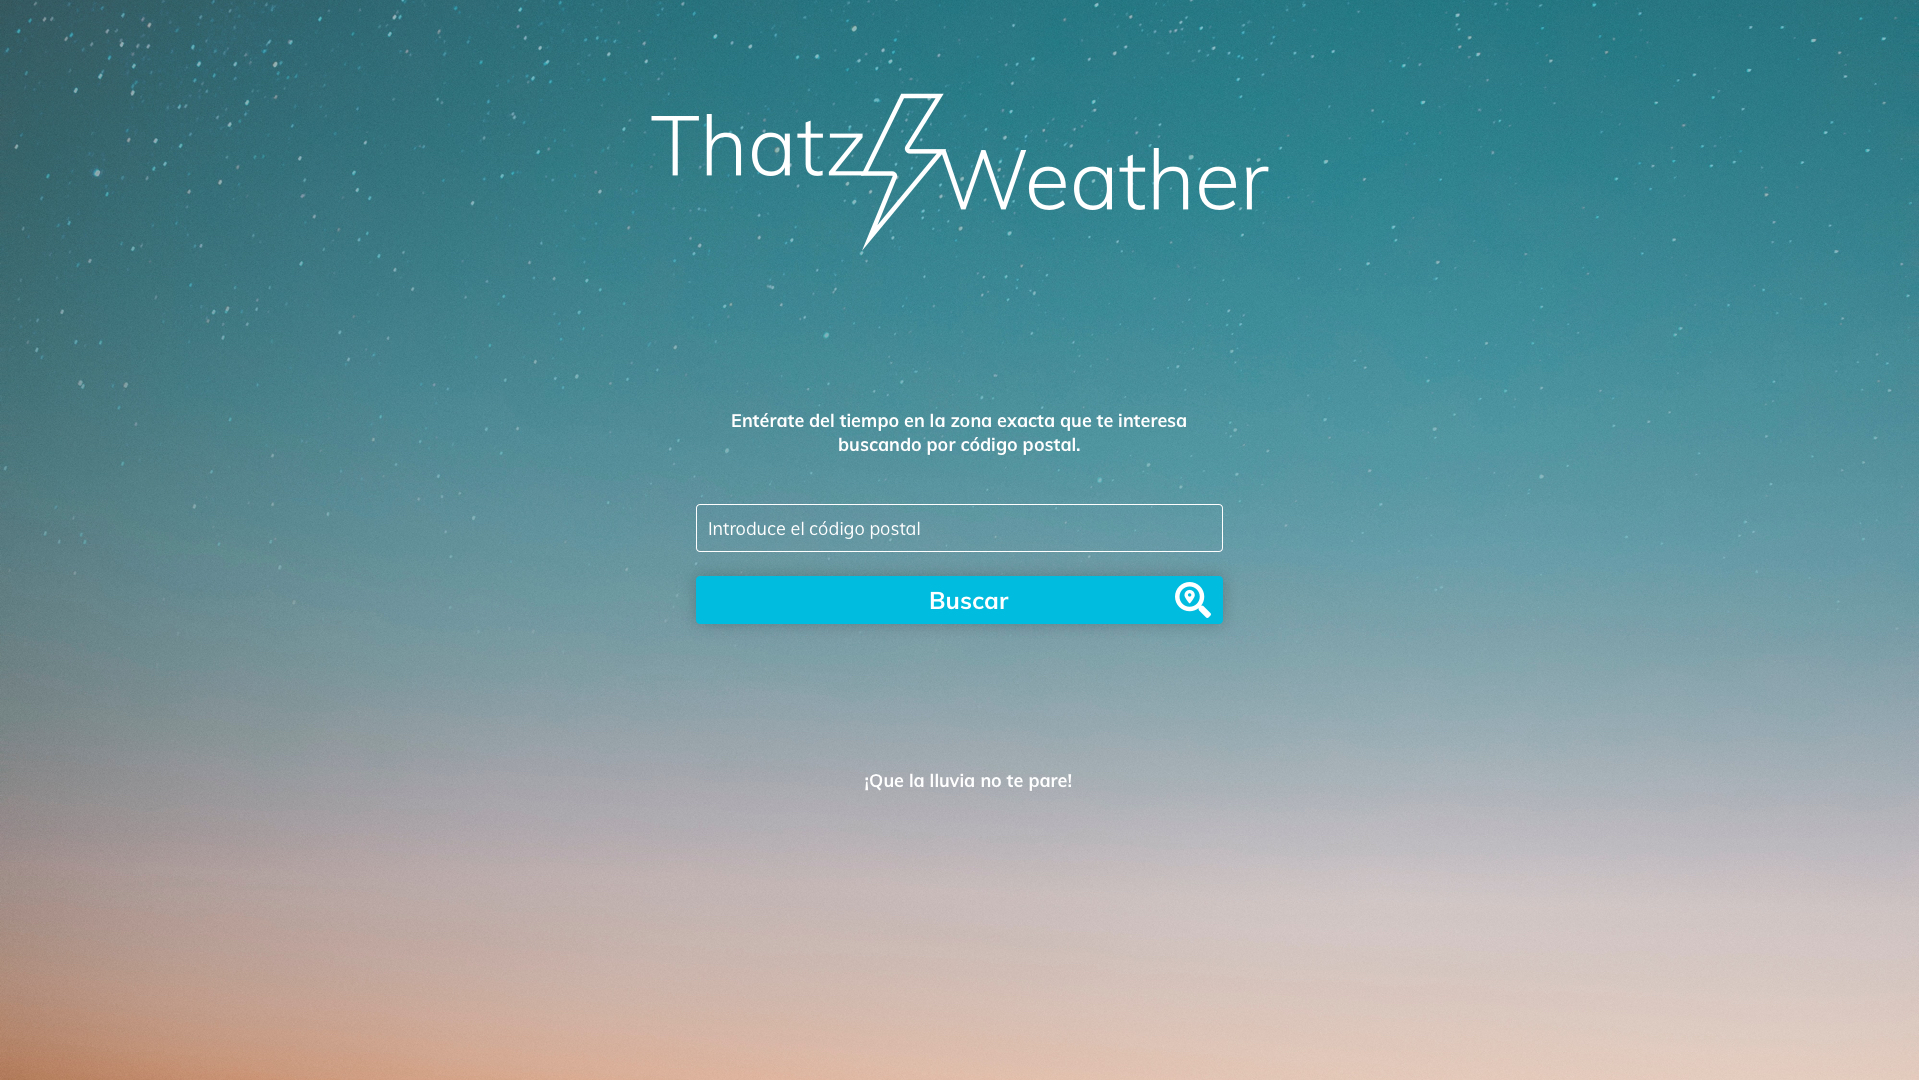 Thatz
Weather
Entérate del tiempo en la zona exacta que te interesa
buscando por código postal.
Introduce el código postal
Buscar
¡Que la lluvia no te pare!